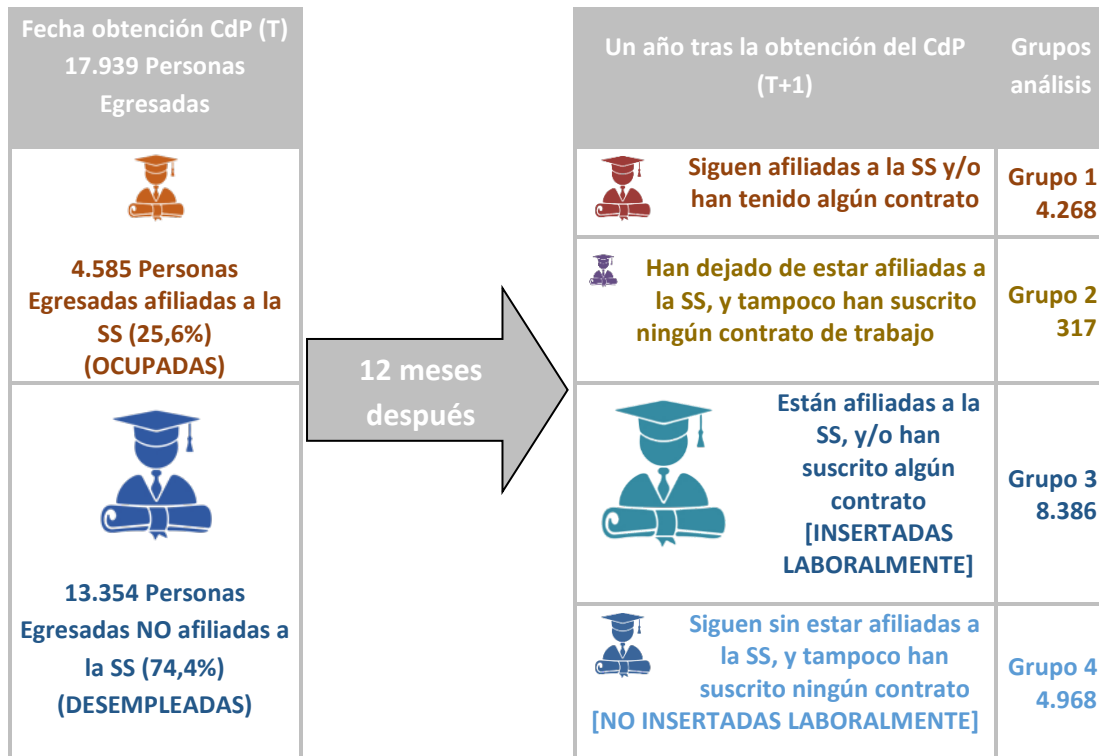 Fecha obtención CdP (T)
17.939 Personas
Egresadas
4.585 Personas
Egresadas afiliadas a la
SS (25,6%)
(OCUPADAS)
13.354 Personas
Egresadas NO afiliadas a
la SS (74,4%)
(DESEMPLEADAS)
12 meses
después
Un año tras la obtención del CdP
(T+1)
Grupos
análisis
Siguen afiliadas a la SS y/o
han tenido algún contrato
Grupo 1
4.268
Han dejado de estar afiliadas a
la SS, y tampoco han suscrito
ningún contrato de trabajo
Grupo 2
317
Están afiliadas a la
SS, y/o han
suscrito algún
contrato
[INSERTADAS
LABORALMENTE]
Grupo 3
8.386
Siguen sin estar afiliadas a
la SS, y tampoco han
suscrito ningún contrato
[NO INSERTADAS LABORALMENTE]
Grupo 4
4.968